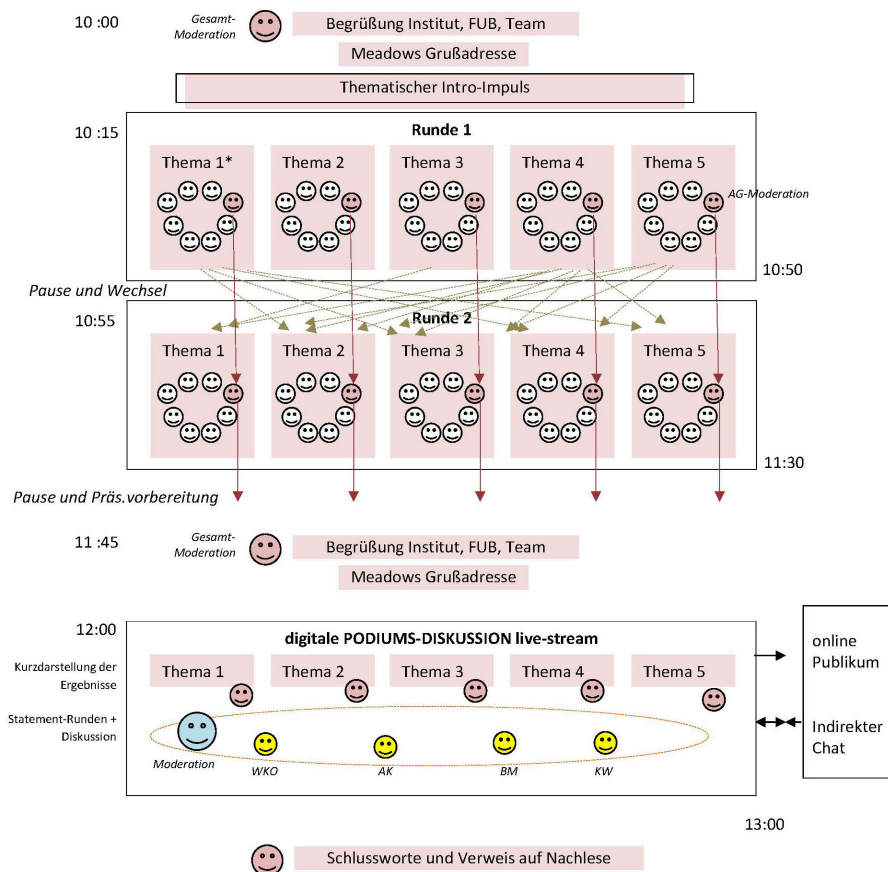 10 :00
Gesamt-
Moderation
Begrüßung Institut, FUB, Team
Meadows Grußadresse
Thematischer Intro-Impuls
10 :15
Runde 1
Thema 1*
Thema 2
Thema 3
Thema 4
Thema 5
AG-Moderation
10:50
Pause und Wechsel
10:55
Runde 2
Thema 1
Thema 2
Thema 3
Thema 4
Thema 5
11:30
Pause und Präs.vorbereitung
11 :45
Gesamt-
Moderation
Begrüßung Institut, FUB, Team
Meadows Grußadresse
12:00
digitale PODIUMS-DISKUSSION live-stream
Kurzdarstellung der
Ergebnisse
Thema 1
Thema 2
Thema 3
Thema 4
Thema 5
online
Publikum
Statement-Runden +
Diskussion
Indirekter
Chat
Moderation
WKO
AK
BM
KW
13:00
Schlussworte und Verweis auf Nachlese